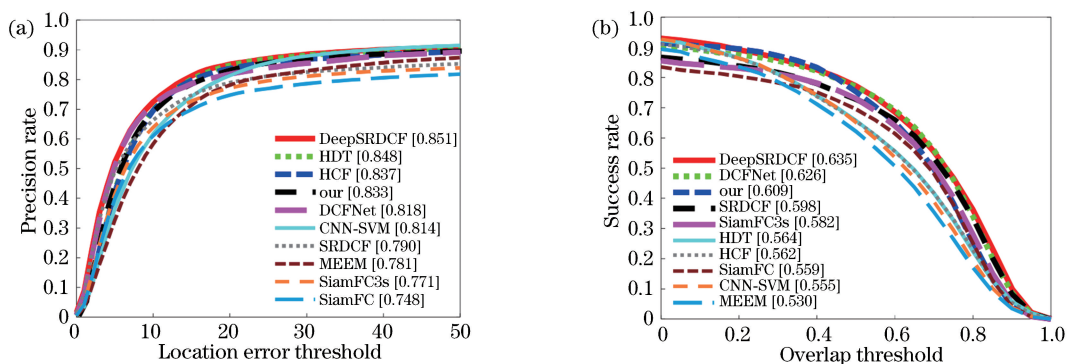 (a)
1.0
0.9
0.8
0.7
0.6
0.5
0.4
0.3
0.2
0.1
0
Precision rate
DeepSRDCF [0.851]
HDT [0.848]
HCF [0.837]
our [0.833]
DCFNet [0.818]
CNN-SVM [0.814]
SRDCF [0.790]
MEEM [0.781]
SiamFC3s [0.771]
SiamFC [0.748]
0 10 20 30 40 50
Location error threshold
(b)
1.0
0.9
0.8
0.7
0.6
0.5
0.4
0.3
0.2
0.1
0
Success rate
DeepSRDCF [0.635]
DCFNet [0.626]
our [0.609]
SRDCF [0.598]
SiamFC3s [0.582]
HDT [0.564]
HCF [0.562]
SiamFC [0.559]
CNN-SVM [0.555]
MEEM [0.530]
0 0.2 0.4 0.6 0.8 1.0
Overlap threshold